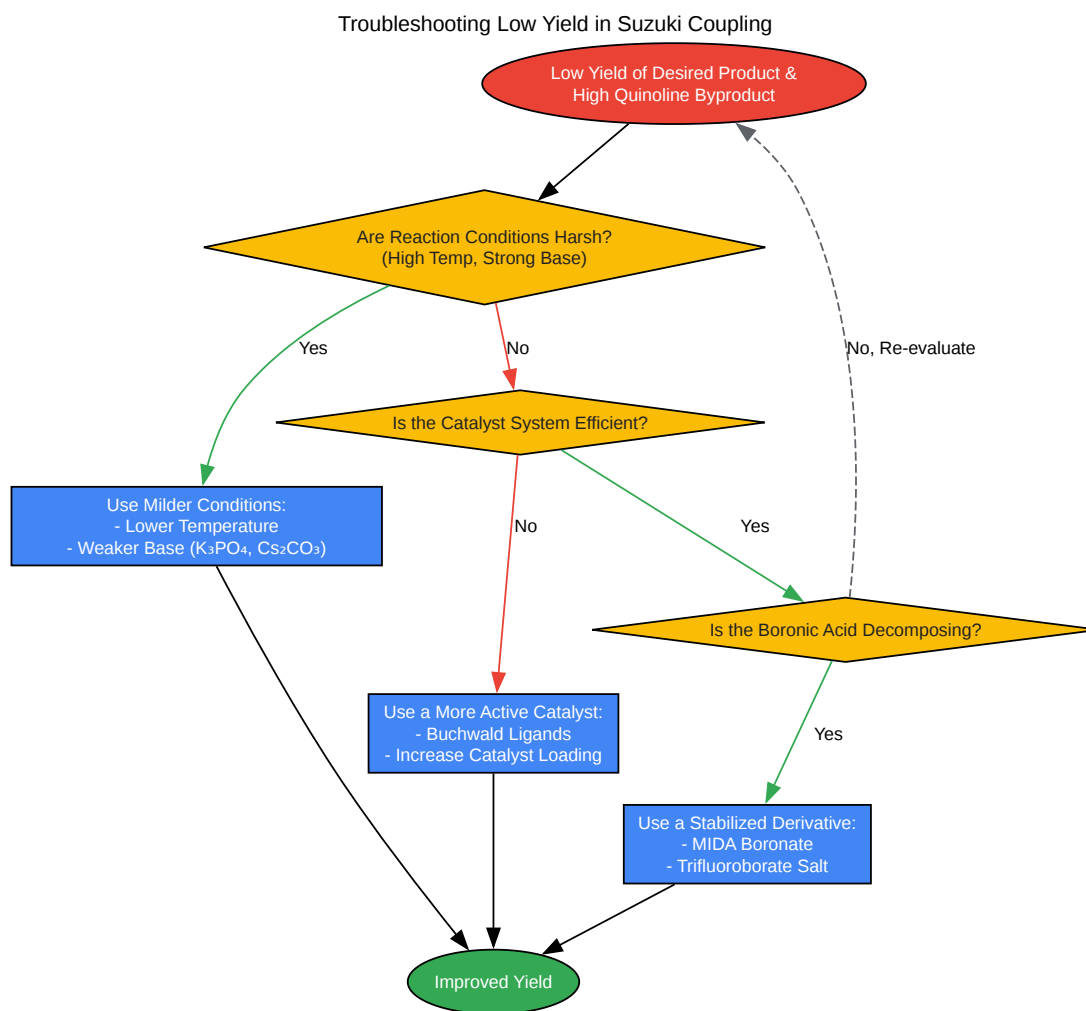 Troubleshooting Low Yield in Suzuki Coupling
Low Yield of Desired Product &
High Quinoline Byproduct
Are Reaction Conditions Harsh?
(High Temp, Strong Base)
Yes
No
No, Re-evaluate
Is the Catalyst System Efficient?
Use Milder Conditions:
- Lower Temperature
- Weaker Base (K₃PO₄, Cs₂CO₃)
No
Yes
Is the Boronic Acid Decomposing?
Use a More Active Catalyst:
- Buchwald Ligands
- Increase Catalyst Loading
Yes
Use a Stabilized Derivative:
- MIDA Boronate
- Trifluoroborate Salt
Improved Yield